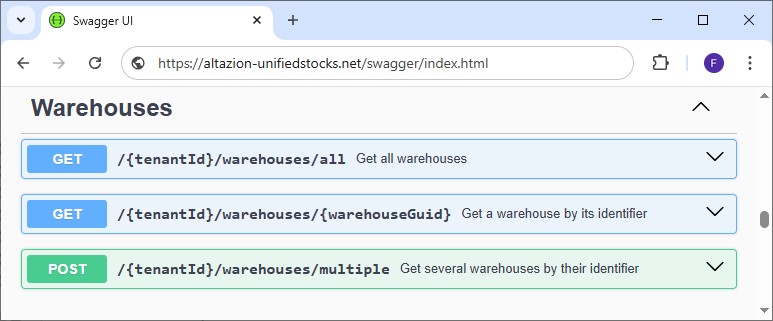 Swagger UI
https://altazion-unifiedstocks.net/swagger/index.html
F
Warehouses
GET /{tenantId}/warehouses/all Get all warehouses
GET /{tenantId}/warehouses/{warehouseGuid} Get a warehouse by its identifier
POST /{tenantId}/warehouses/multiple Get several warehouses by their identifier